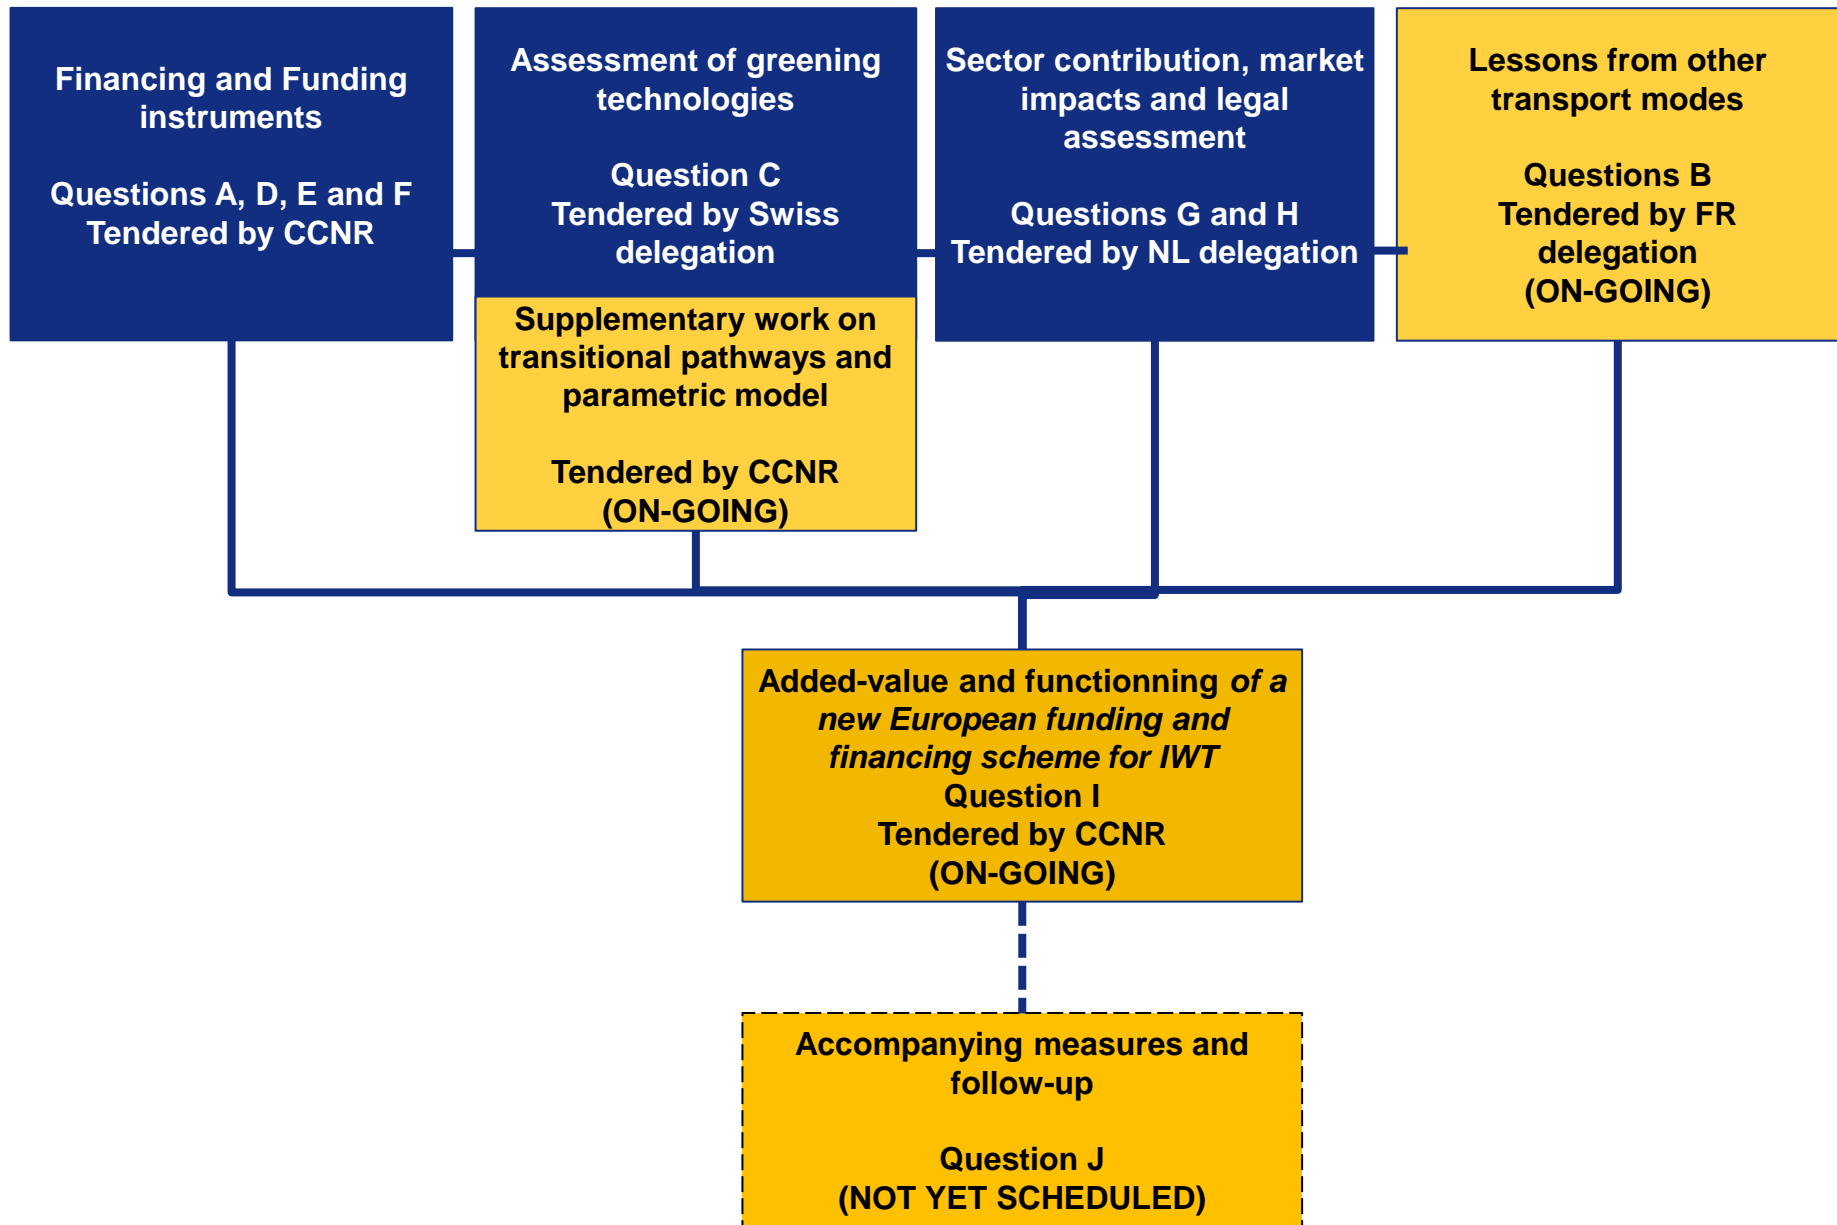 Financing and Funding
instruments
Questions A, D, E and F
Tendered by CCNR
Assessment of greening
technologies
Question C
Tendered by Swiss
delegation
Supplementary work on
transitional pathways and
parametric model
Tendered by CCNR
(ON-GOING)
Sector contribution, market
impacts and legal
assessment
Questions G and H
Tendered by NL delegation
Lessons from other
transport modes
Questions B
Tendered by FR
delegation
(ON-GOING)
Added-value and functionning of a
new European funding and
financing scheme for IWT
Question I
Tendered by CCNR
(ON-GOING)
Accompanying measures and
follow-up
Question J
(NOT YET SCHEDULED)